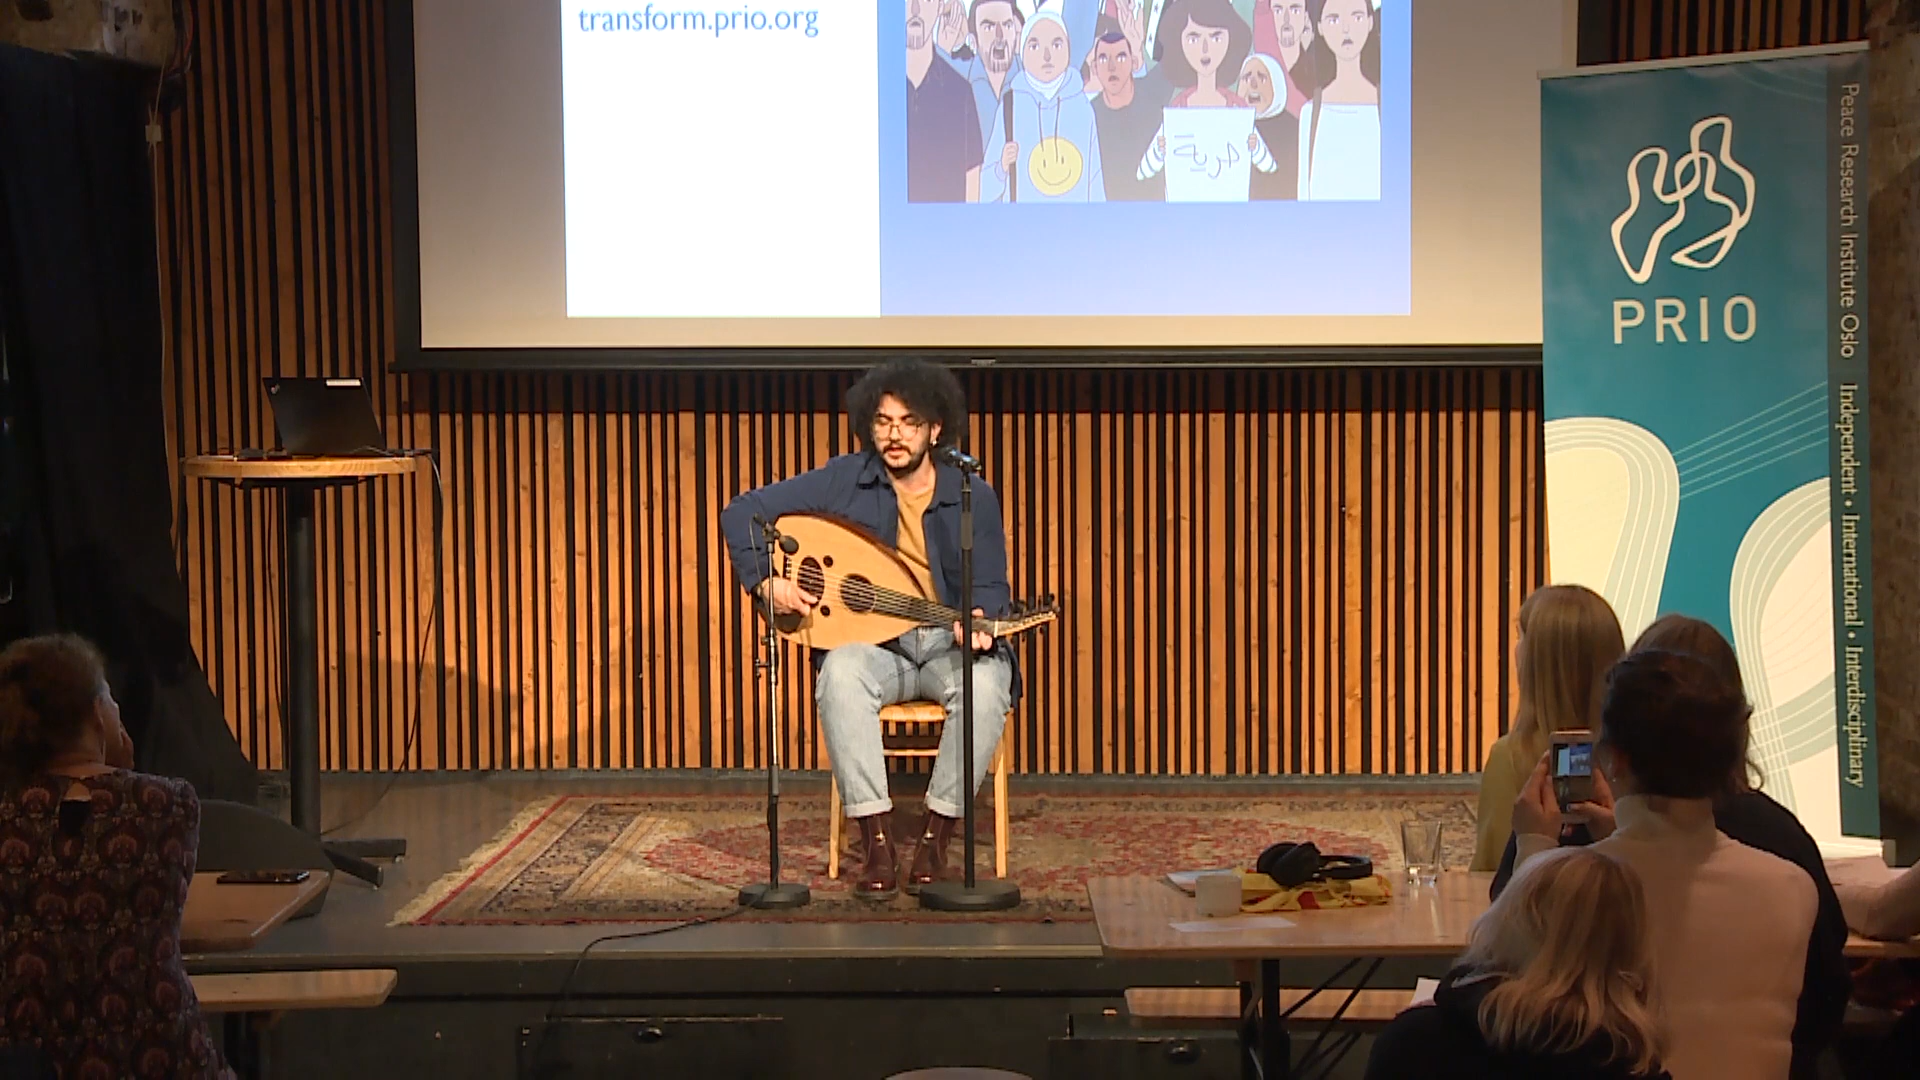 transform.prio.org
حرية
PRIO
Peace Research Institute Oslo Independent • International • Interdisciplinary